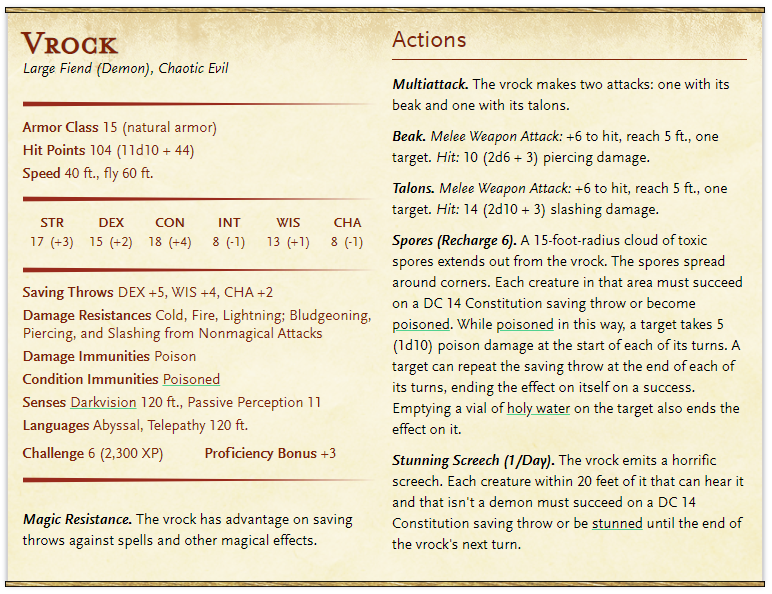 Vrock
Large Fiend (Demon), Chaotic Evil
Armor Class 15 (natural armor)
Hit Points 104 (11d10 + 44)
Speed 40 ft., fly 60 ft.
STR DEX CON INT WIS CHA
17 (+3) 15 (+2) 18 (+4) 8 (-1) 13 (+1) 8 (-1)
Saving Throws DEX +5, WIS +4, CHA +2
Damage Resistances Cold, Fire, Lightning; Bludgeoning,
Piercing, and Slashing from Nonmagical Attacks
Damage Immunities Poison
Condition Immunities Poisoned
Senses Darkvision 120 ft., Passive Perception 11
Languages Abyssal, Telepathy 120 ft.
Challenge 6 (2,300 XP) Proficiency Bonus +3
Magic Resistance. The vrock has advantage on saving
throws against spells and other magical effects.
Actions
Multiattack. The vrock makes two attacks: one with its
beak and one with its talons.
Beak. Melee Weapon Attack: +6 to hit, reach 5 ft., one
target. Hit: 10 (2d6 + 3) piercing damage.
Talons. Melee Weapon Attack: +6 to hit, reach 5 ft., one
target. Hit: 14 (2d10 + 3) slashing damage.
Spores (Recharge 6). A 15-foot-radius cloud of toxic
spores extends out from the vrock. The spores spread
around corners. Each creature in that area must succeed
on a DC 14 Constitution saving throw or become
poisoned. While poisoned in this way, a target takes 5
(1d10) poison damage at the start of each of its turns. A
target can repeat the saving throw at the end of each of
its turns, ending the effect on itself on a success.
Emptying a vial of holy water on the target also ends the
effect on it.
Stunning Screech (1/Day). The vrock emits a horrific
screech. Each creature within 20 feet of it that can hear it
and that isn't a demon must succeed on a DC 14
Constitution saving throw or be stunned until the end of
the vrock's next turn.